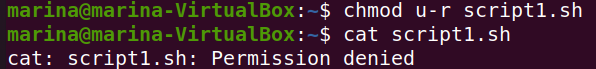 marina@marina-VirtualBox:~$ chmod u-r script1.sh
marina@marina-VirtualBox:~$ cat script1.sh
cat: script1.sh: Permission denied